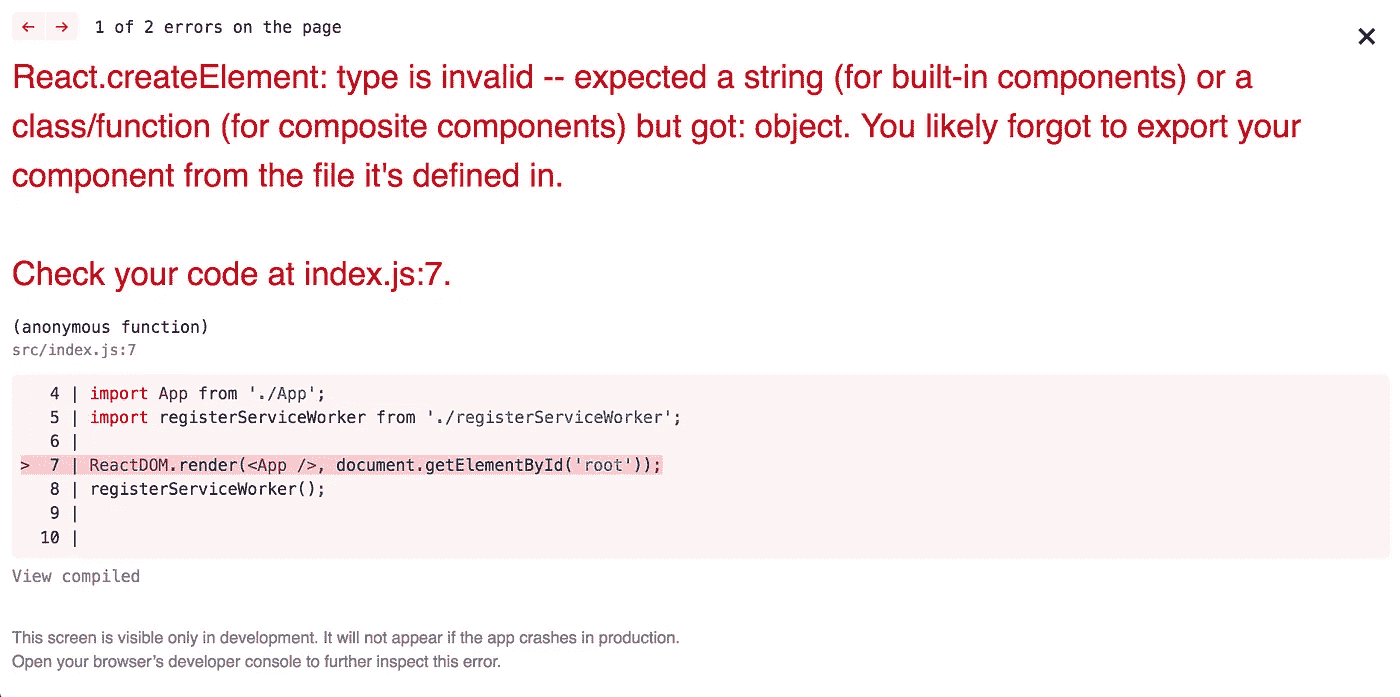 ← → 1 of 2 errors on the page
×
React.createElement: type is invalid -- expected a string (for built-in components) or a
class/function (for composite components) but got: object. You likely forgot to export your
component from the file it's defined in.
Check your code at index.js:7.
(anonymous function)
src/index.js:7
4 | import App from './App';
5 | import registerServiceWorker from './registerServiceWorker';
6 |
> 7 | ReactDOM.render(<App />, document.getElementById('root'));
8 | registerServiceWorker();
9 |
10 |
View compiled
This screen is visible only in development. It will not appear if the app crashes in production.
Open your browser's developer console to further inspect this error.